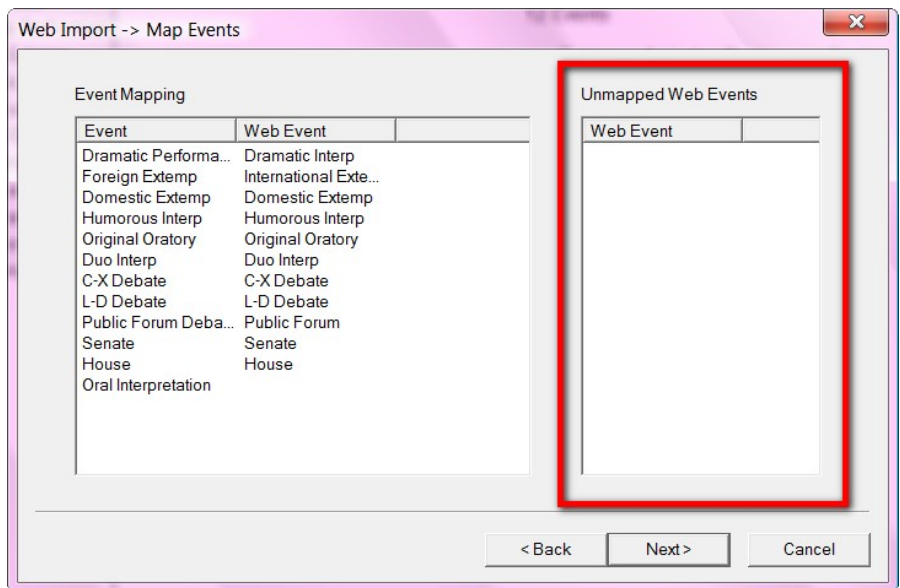 Web Import -> Map Events
Event Mapping
Event Web Event
Dramatic Performa... Dramatic Interp
Foreign Extemp International Exte...
Domestic Extemp Domestic Extemp
Humorous Interp Humorous Interp
Original Oratory Original Oratory
Duo Interp Duo Interp
C-X Debate C-X Debate
L-D Debate L-D Debate
Public Forum Deba... Public Forum
Senate Senate
House House
Oral Interpretation
Unmapped Web Events
Web Event
< Back Next > Cancel